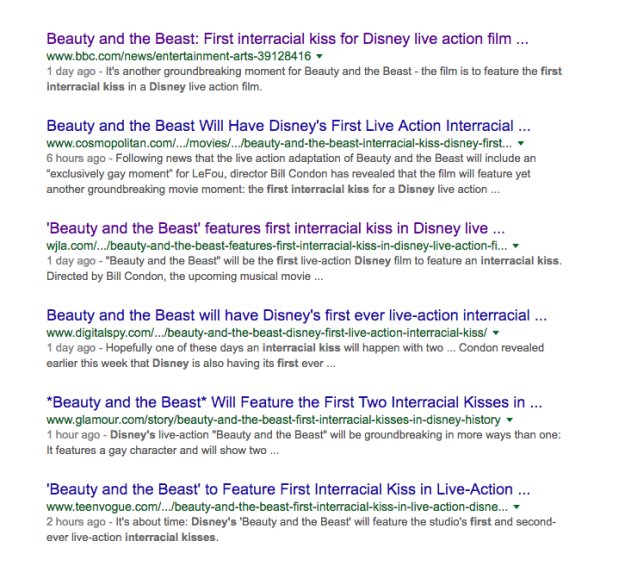 Beauty and the Beast: First interracial kiss for Disney live action film ...
www.bbc.com/news/entertainment-arts-39128416
1 day ago - It's another groundbreaking moment for Beauty and the Beast - the film is to feature the first
interracial kiss in a Disney live action film.
Beauty and the Beast Will Have Disney's First Live Action Interracial ...
www.cosmopolitan.com/.../movies/.../beauty-and-the-beast-interracial-kiss-disney-first...
6 hours ago - Following news that the live action adaptation of Beauty and the Beast will include an
"exclusively gay moment" for LeFou, director Bill Condon has revealed that the film will feature yet
another groundbreaking movie moment: the first interracial kiss for a Disney live action ...
'Beauty and the Beast' features first interracial kiss in Disney live ...
wjla.com/.../beauty-and-the-beast-features-first-interracial-kiss-in-disney-live-action-fi...
1 day ago - "Beauty and the Beast" will be the first live-action Disney film to feature an interracial kiss.
Directed by Bill Condon, the upcoming musical movie ...
Beauty and the Beast will have Disney's first ever live-action interracial ...
www.digitalspy.com/.../beauty-and-the-beast-disney-first-live-action-interracial-kiss/
1 day ago - Hopefully one of these days an interracial kiss will happen with two ... Condon revealed
earlier this week that Disney is also having its first ever ...
*Beauty and the Beast* Will Feature the First Two Interracial Kisses in ...
www.glamour.com/story/beauty-and-the-beast-first-interracial-kisses-in-disney-history
1 hour ago - Disney's live-action "Beauty and the Beast" will be groundbreaking in more ways than one:
It features a gay character and will show two ...
'Beauty and the Beast' to Feature First Interracial Kiss in Live-Action ...
www.teenvogue.com/.../beauty-and-the-beast-first-interracial-kiss-in-live-action-disne...
2 hours ago - It's about time: Disney's 'Beauty and the Beast' will feature the studio's first and second-
ever live-action interracial kisses.